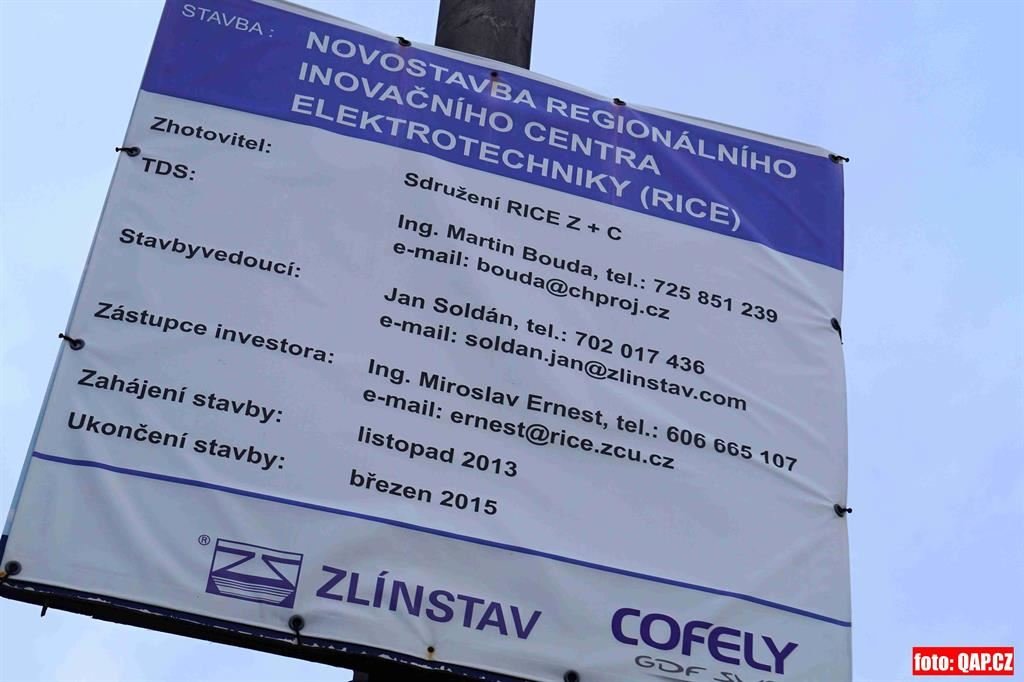 STAVBA:
NOVOSTAVBA REGIONÁLNÍHO
INOVAČNÍHO CENTRA
ELEKTROTECHNIKY (RICE)
Zhotovitel:
Sdružení RICE Z + C
TDS:
Ing. Martin Bouda, tel.: 725 851 239
e-mail: bouda@chproj.cz
Stavbyvedoucí:
Jan Soldán, tel.: 702 017 436
e-mail: soldan.jan@zlinstav.com
Zástupce investora:
Ing. Miroslav Ernest, tel.: 606 665 107
e-mail: ernest@rice.zcu.cz
Zahájení stavby:
listopad 2013
Ukončení stavby:
březen 2015
® ZS ZLÍNSTAV
COFELY
GDF
foto: QAP.CZ